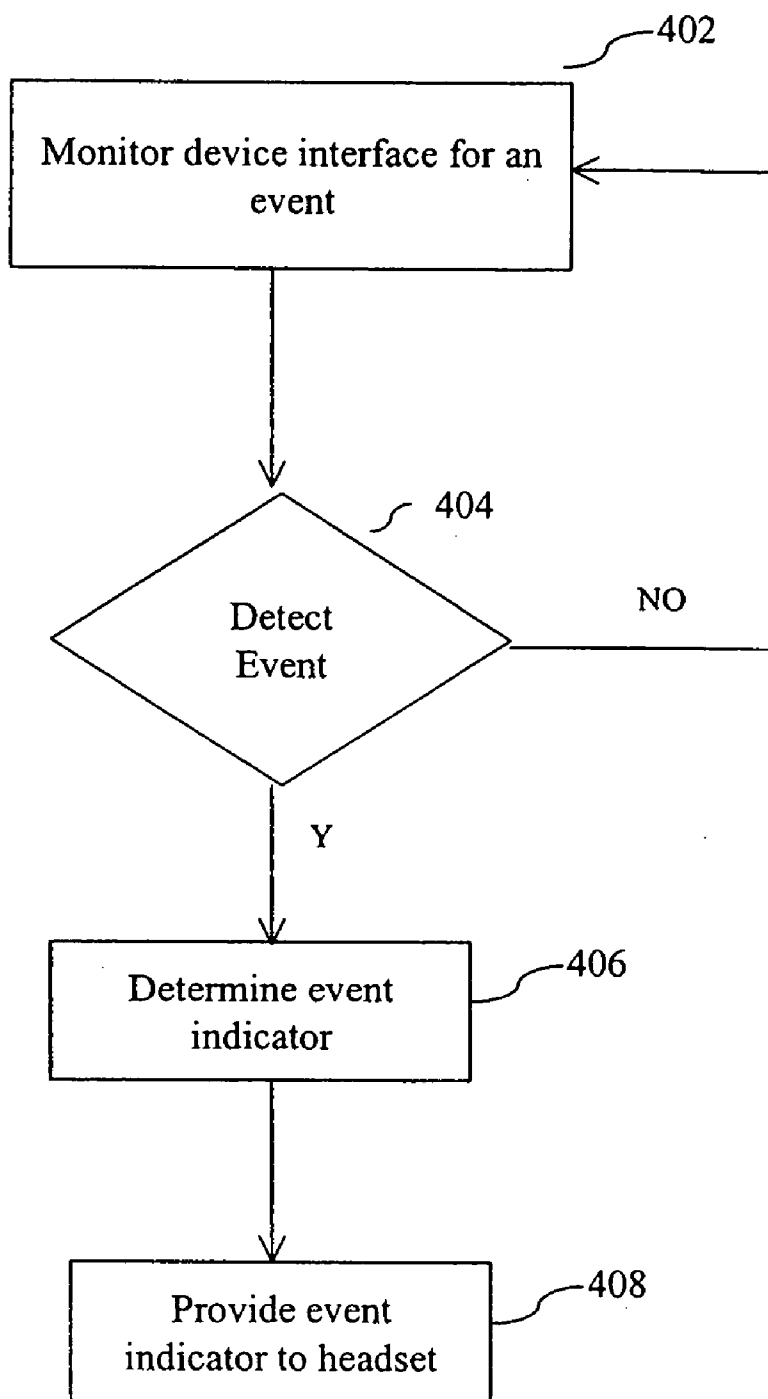 402
Monitor device interface for an
event
404
Detect
Event
NO
Y
Determine event
indicator
406
Provide event
indicator to headset
408